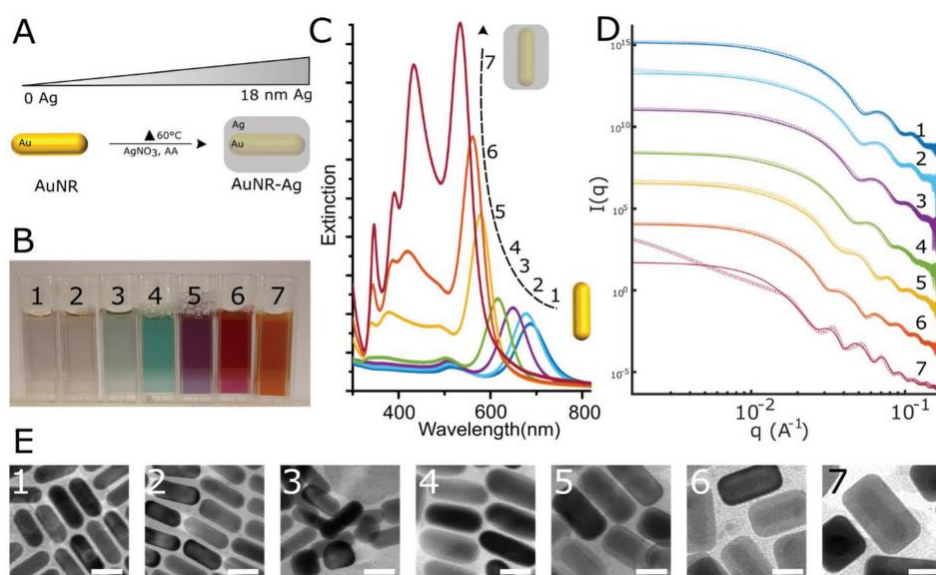 A
0 Ag
18 nm Ag
Au
▲60°C
AgNO3, AA
Ag
Au
AuNR
AuNR-Ag
B
1 2 3 4 5 6 7
C
Extinction
7
6
5
4
3
2
1
400 600 800
Wavelength(nm)
D
I(q)
10^15
10^10
10^5
10^0
10^-5
1
2
3
4
5
6
7
10^-2 10^-1
q (A^-1)
E
1 2 3 4 5 6 7